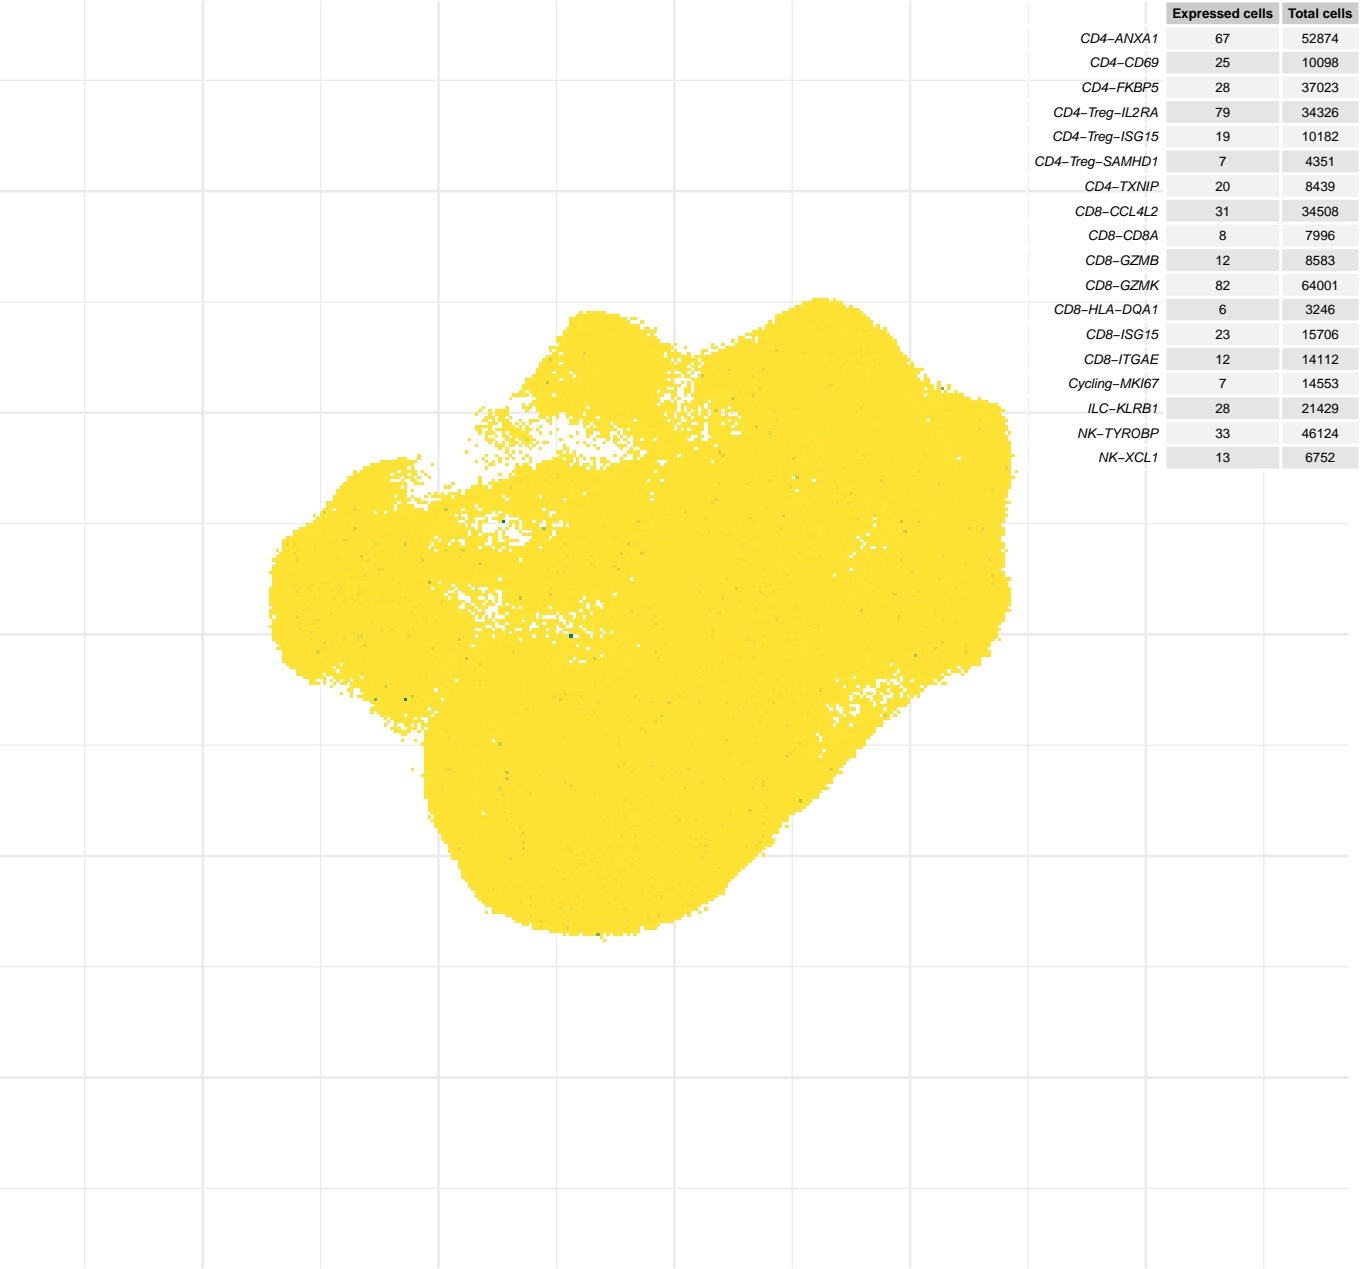 Expressed cells Total cells
CD4−ANXA1 67 52874
CD4−CD69 25 10098
CD4−FKBP5 28 37023
CD4−Treg−IL2RA 79 34326
CD4−Treg−ISG15 19 10182
CD4−Treg−SAMHD1 7 4351
CD4−TXNIP 20 8439
CD8−CCL4L2 31 34508
CD8−CD8A 8 7996
CD8−GZMB 12 8583
CD8−GZMK 82 64001
CD8−HLA−DQA1 6 3246
CD8−ISG15 23 15706
CD8−ITGAE 12 14112
Cycling−MKI67 7 14553
ILC−KLRB1 28 21429
NK−TYROBP 33 46124
NK−XCL1 13 6752